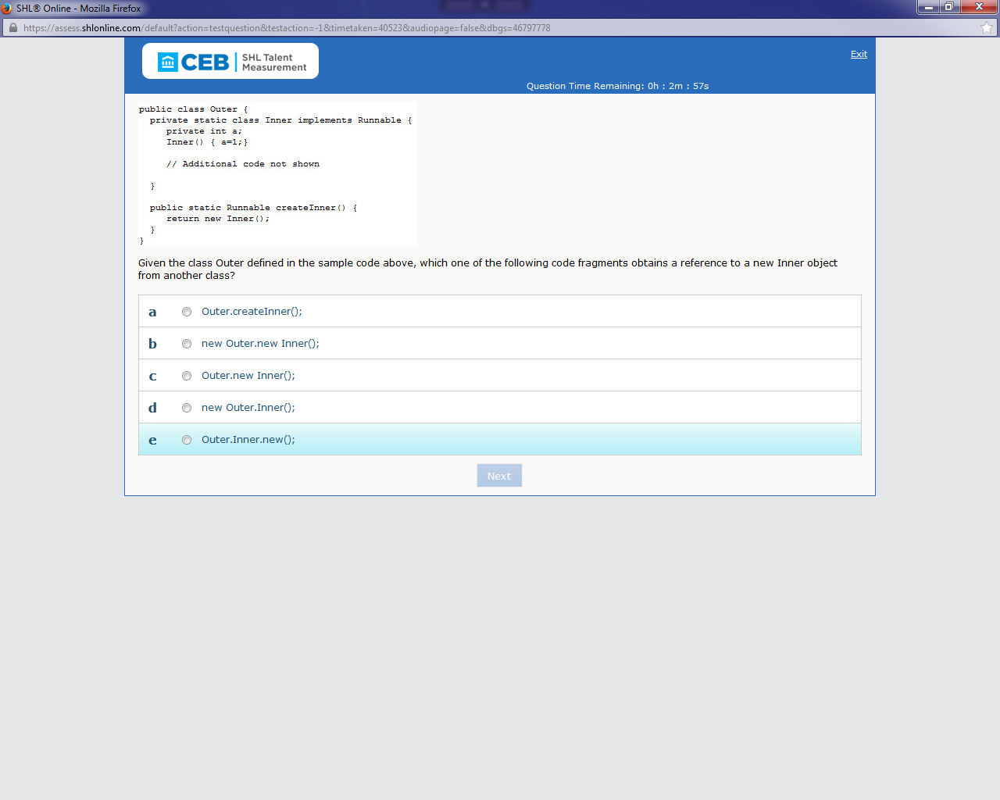 SHL® Online - Mozilla Firefox
https://assess.shlonline.com/default?action=testquestion&testaction=-1&timetaken=40523&audiopage=false&dbgs=46797778
CEB SHL Talent
Measurement
Exit
Question Time Remaining: 0h : 2m : 57s
public class Outer {
private static class Inner implements Runnable {
private int a;
Inner() { a=1;}
// Additional code not shown
}
public static Runnable createInner() {
return new Inner();
}
}
Given the class Outer defined in the sample code above, which one of the following code fragments obtains a reference to a new Inner object
from another class?
a Outer.createInner();
b new Outer.new Inner();
c Outer.new Inner();
d new Outer.Inner();
e Outer.Inner.new();
Next